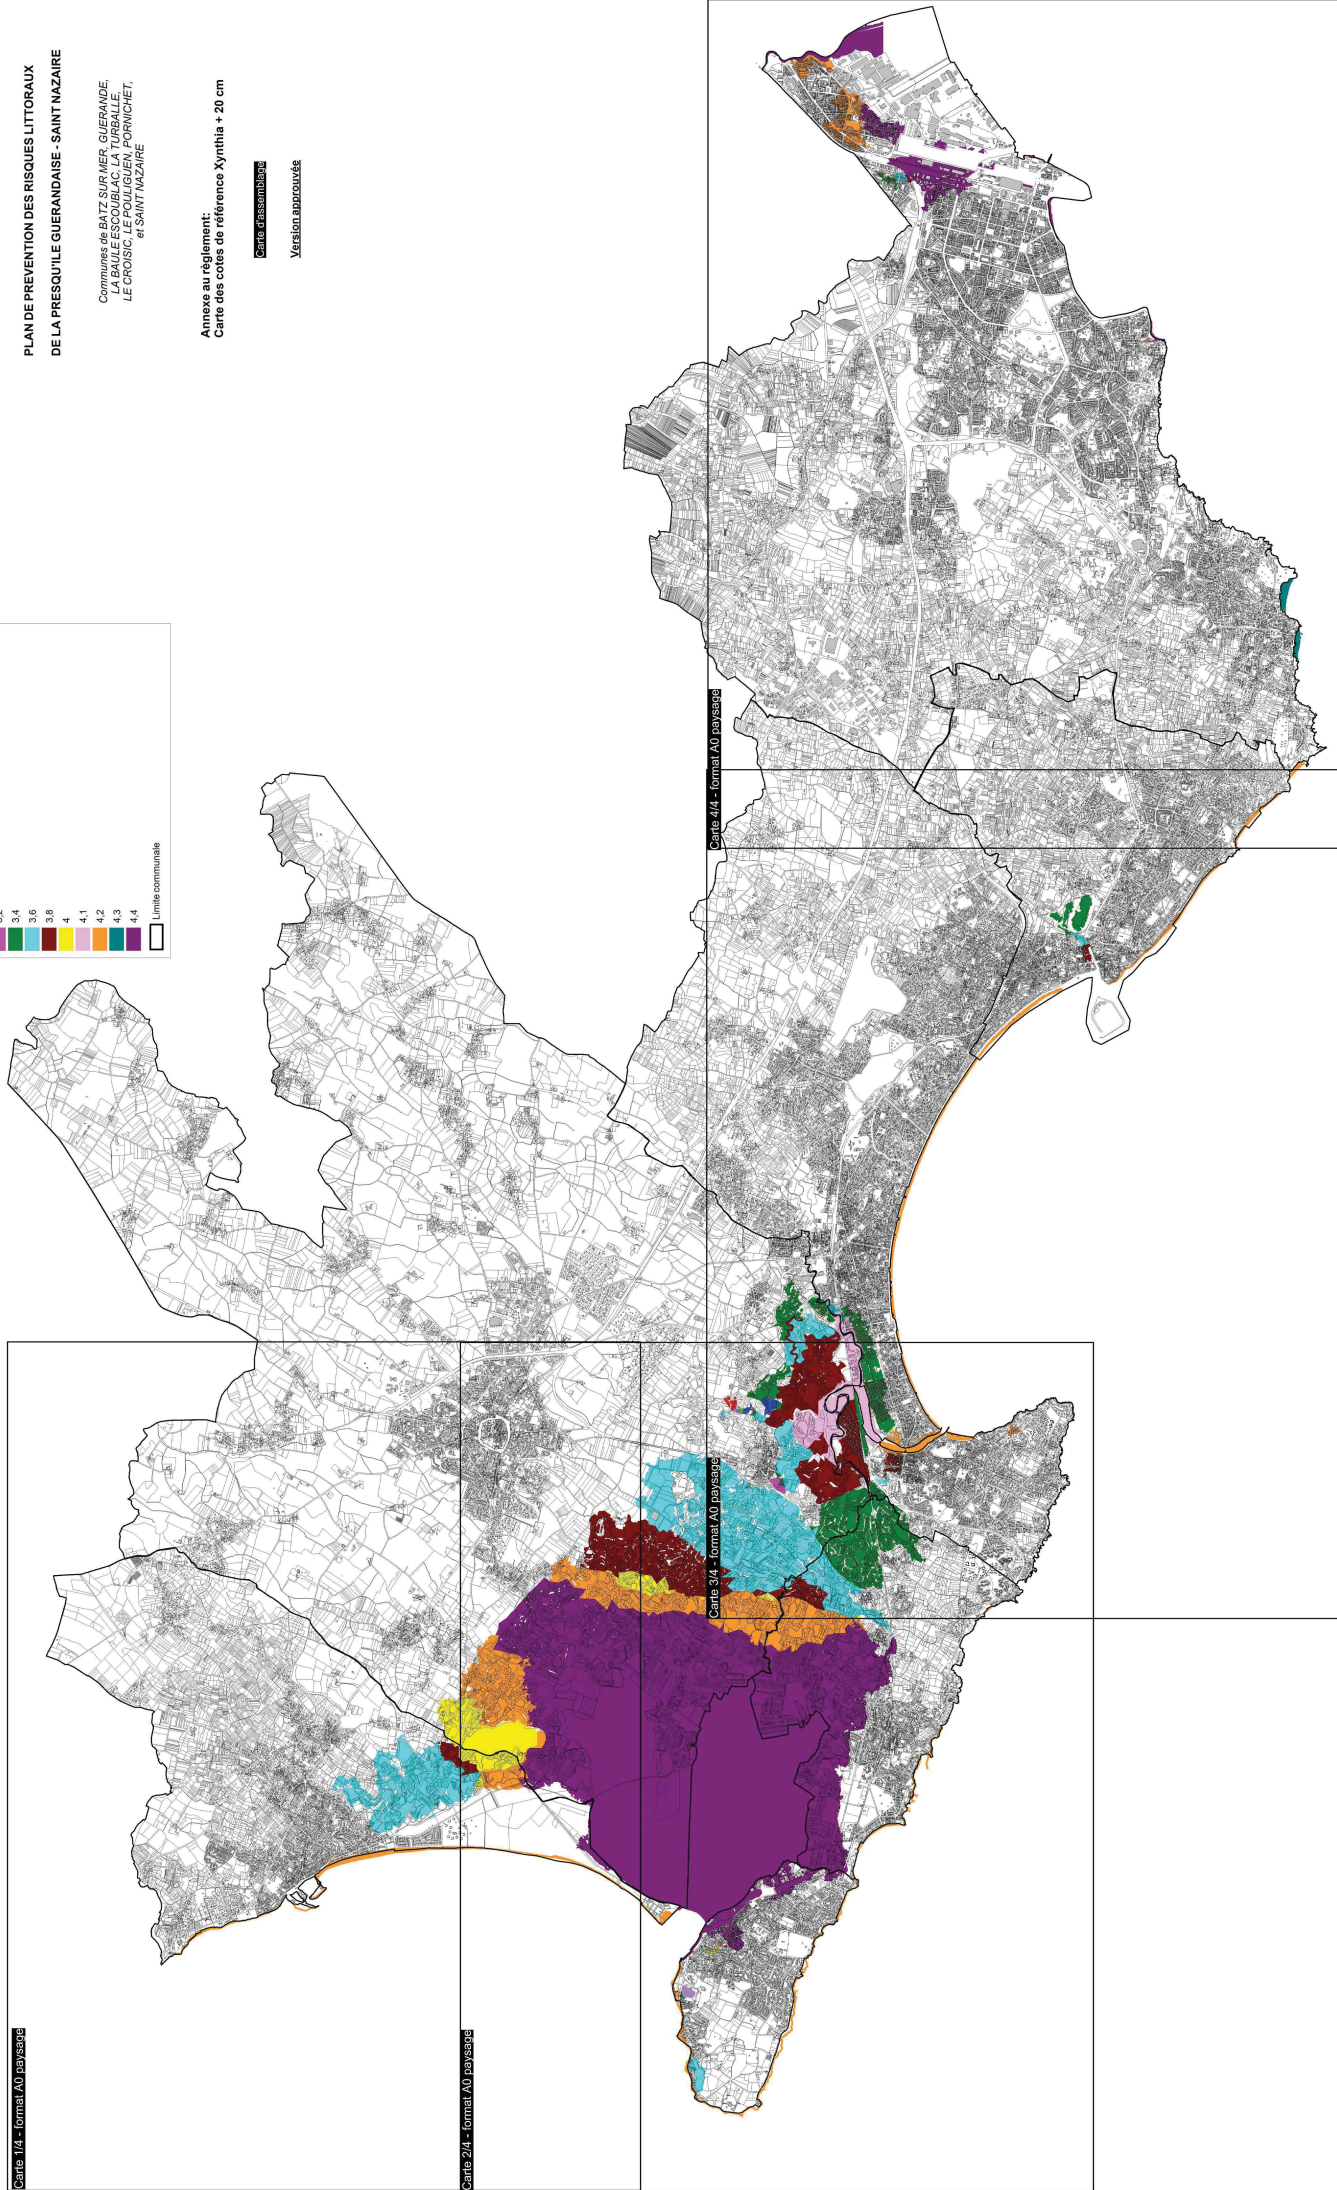 PLAN DE PREVENTION DES RISQUES LITTORAUX
DE LA PRESQU'ILE GUERANDAISE - SAINT NAZAIRE
Communes de BATZ SUR MER, GUERANDE,
LA BAULE ESCOUBLAC, LA TURBALLE,
LE CROISIC, LE POULIGUEN, PORNICHET,
et SAINT NAZAIRE
Annexe au règlement:
Carte des cotes de référence Xynthia + 20 cm
Carte d'assemblage
Version approuvée
3,4
3,6
3,8
4
4,1
4,2
4,3
4,4
Limite communale
Carte 1/4 - format A0 paysage
Carte 2/4 - format A0 paysage
Carte 3/4 - format A0 paysage
Carte 4/4 - format A0 paysage